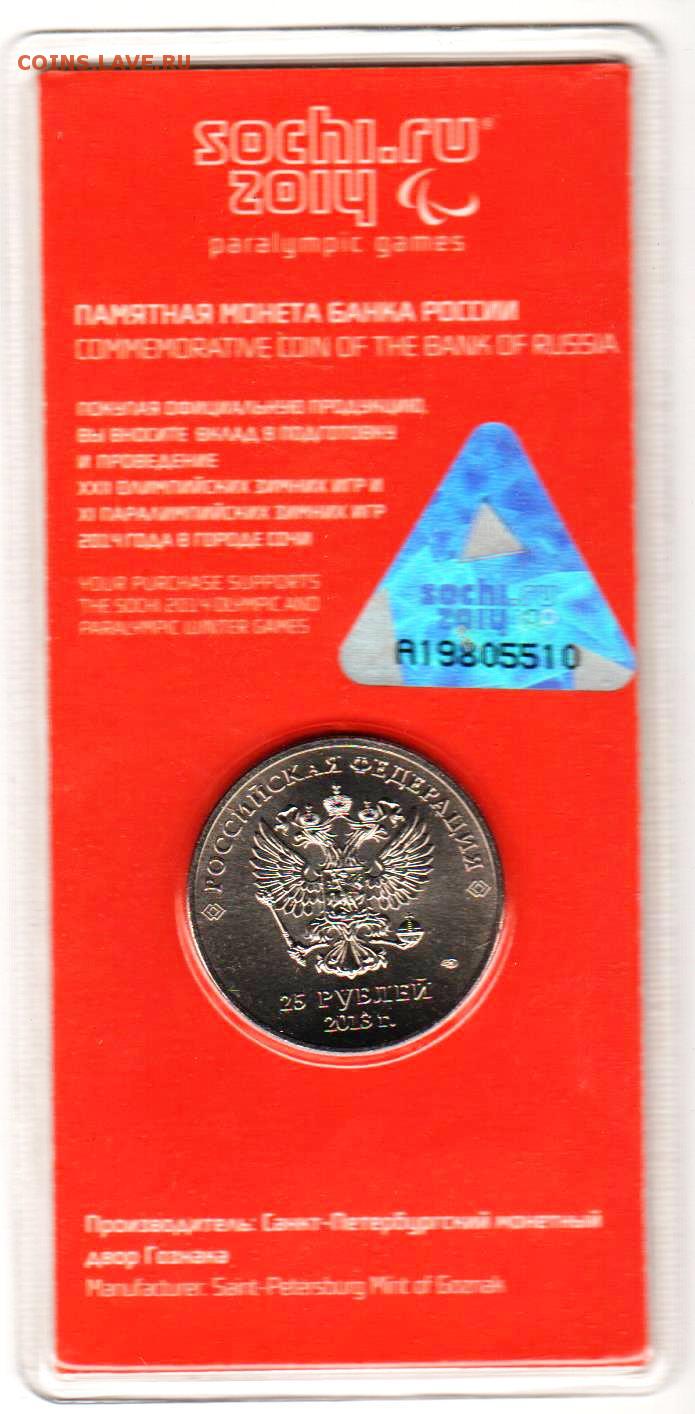 COINS.LAVE.RU
sochi.ru
2014
paralympic games
ПАМЯТНАЯ МОНЕТА БАНКА РОССИИ
COMMEMORATIVE COIN OF THE BANK OF RUSSIA
ПОКУПАЯ ОФИЦИАЛЬНУЮ ПРОДУКЦИЮ,
ВЫ ВНОСИТЕ ВКЛАД В ПОДГОТОВКУ
И ПРОВЕДЕНИЕ
XXII ОЛИМПИЙСКИХ ЗИМНИХ ИГР И
XI ПАРАЛИМПИЙСКИХ ЗИМНИХ ИГР
2014 ГОДА В ГОРОДЕ СОЧИ
YOUR PURCHASE SUPPORTS
THE SOCHI 2014 OLYMPIC AND
PARALYMPIC WINTER GAMES
sochi.ru
2014
A19805510
РОССИЙСКАЯ ФЕДЕРАЦИЯ
25 РУБЛЕЙ
2013 г.
Производитель: Санкт-Петербургский монетный
двор Гознака
Manufacturer: Saint-Petersburg Mint of Goznak